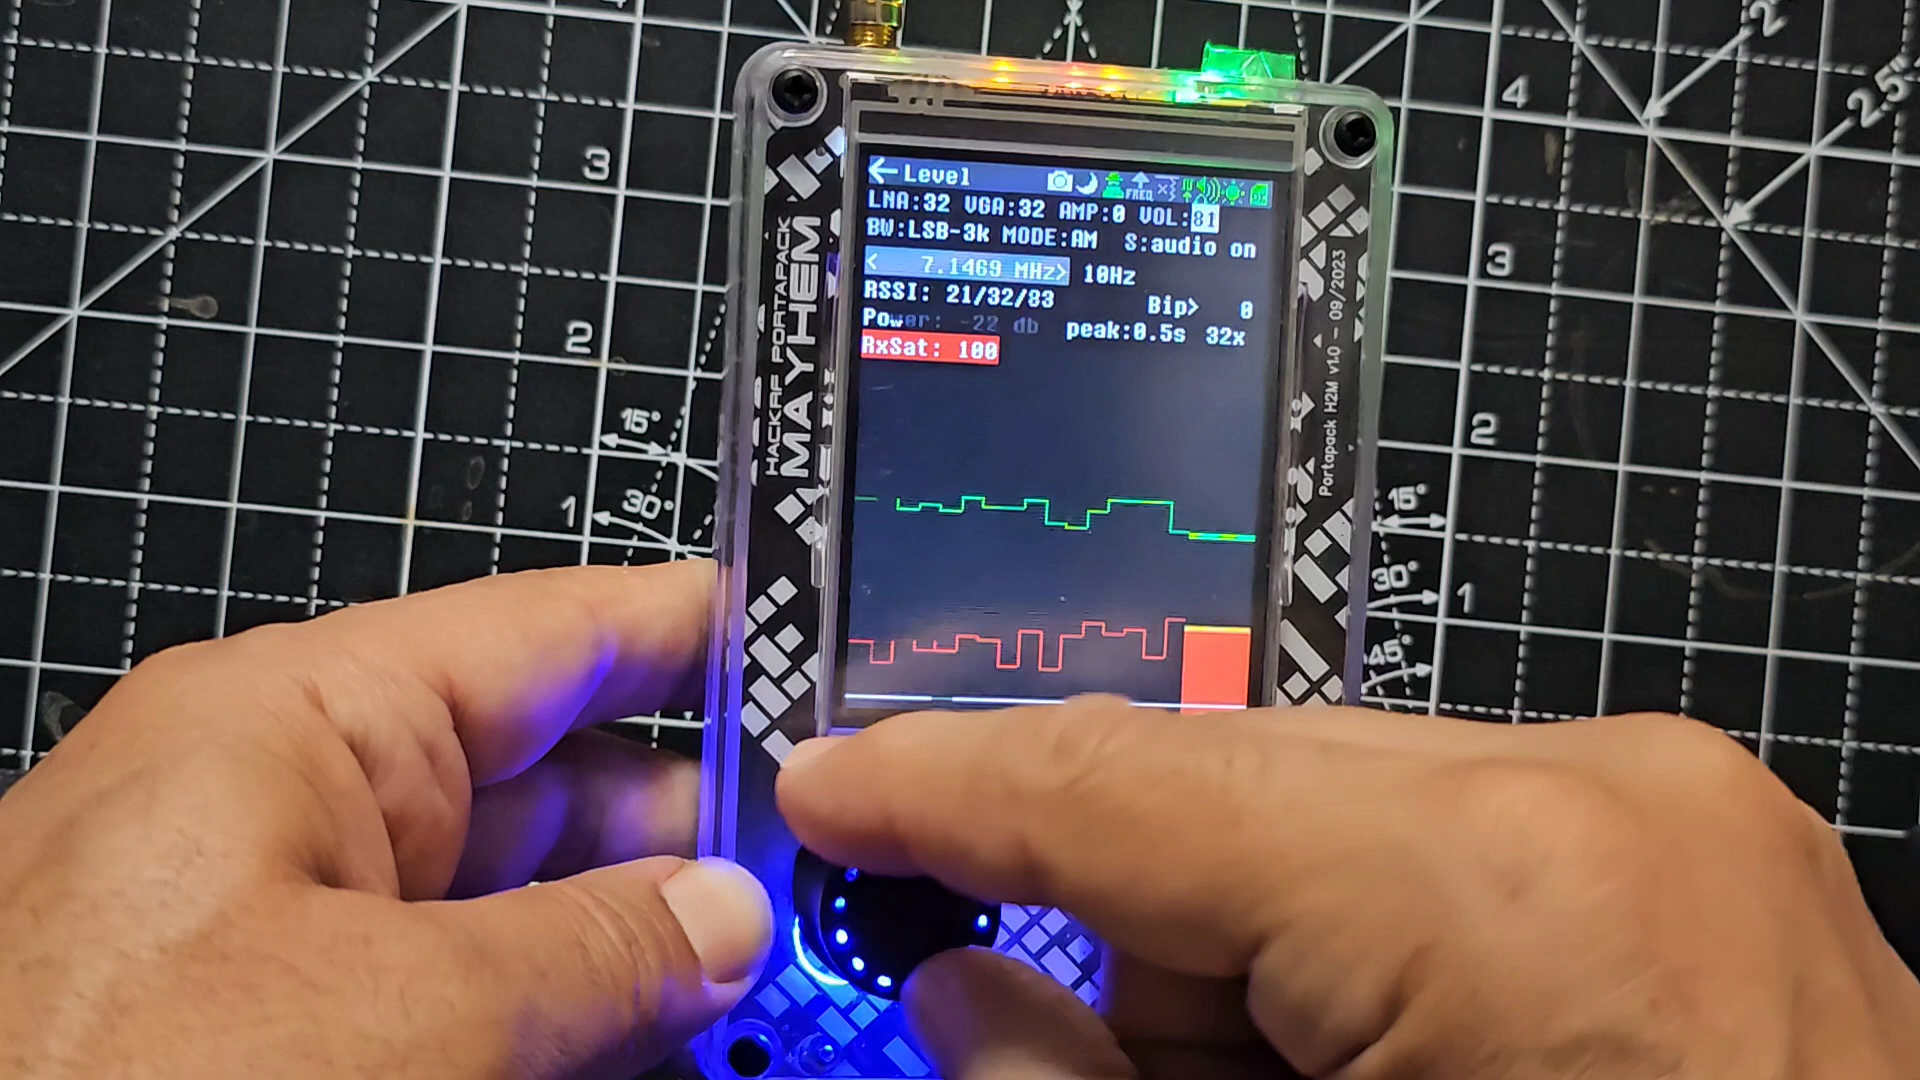 Level
FREQ
LNA:32 VGA:32 AMP:0 VOL:81
BW:LSB-3k MODE:AM S:audio on
< 7.1469 MHz> 10Hz
RSSI: 21/32/83
Bip> 0
Power: -22 db
peak:0.5s 32x
RxSat: 100
HACKRF PORTAPACK
MAYHEM
Portapack H2M v1.0 - 09/2023
3
2
1
15°
30°
4
3
2
1
15°
30°
45°
2"
2.5"